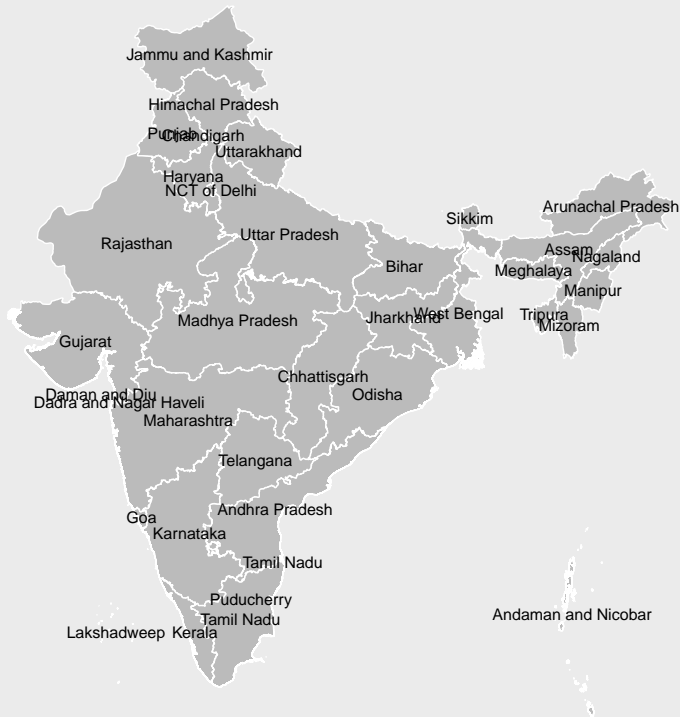 Jammu and Kashmir
Himachal Pradesh
Punjab
Chandigarh
Uttarakhand
Haryana
NCT of Delhi
Arunachal Pradesh
Sikkim
Uttar Pradesh
Rajasthan
Assam
Nagaland
Bihar
Meghalaya
Manipur
Madhya Pradesh
Jharkhand
West Bengal
Tripura
Mizoram
Gujarat
Chhattisgarh
Daman and Diu
Odisha
Dadra and Nagar Haveli
Maharashtra
Telangana
Andhra Pradesh
Goa
Karnataka
Tamil Nadu
Puducherry
Andaman and Nicobar
Tamil Nadu
Lakshadweep
Kerala